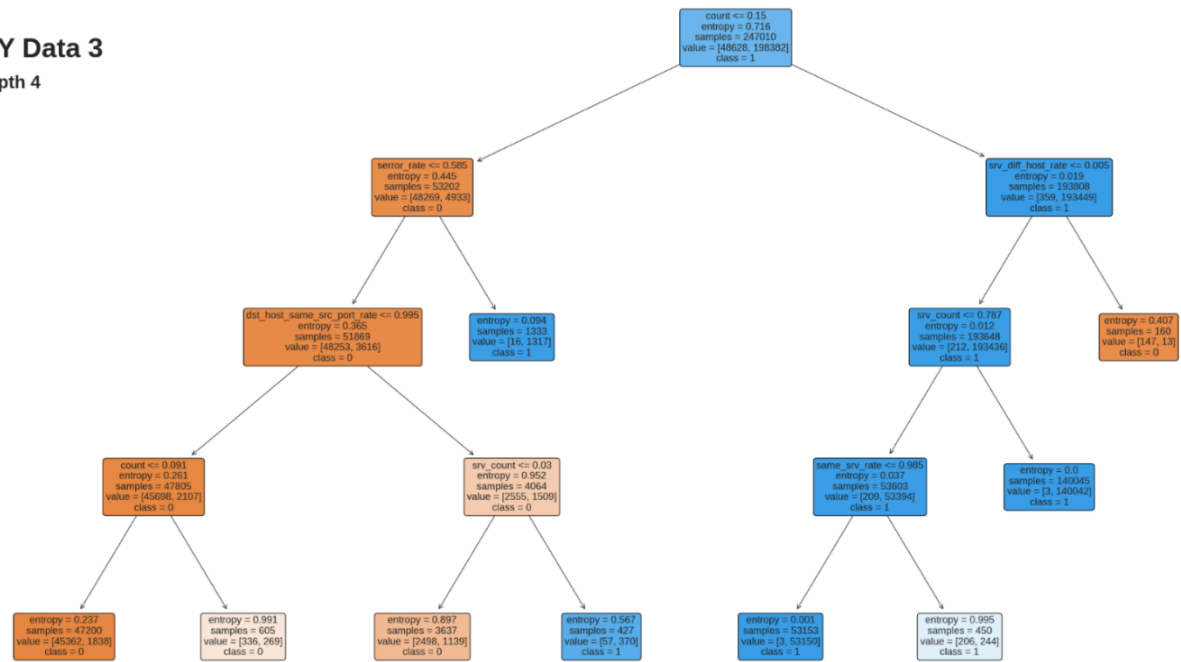 Y Data 3
pth 4
count <= 0.15
entropy = 0.716
samples = 247010
value = [48628, 198382]
class = 1
serror_rate <= 0.585
entropy = 0.445
samples = 53202
value = [48269, 4933]
class = 0
srv_diff_host_rate <= 0.005
entropy = 0.019
samples = 193808
value = [359, 193449]
class = 1
dst_host_same_src_port_rate <= 0.995
entropy = 0.365
samples = 51869
value = [48253, 3616]
class = 0
entropy = 0.094
samples = 1333
value = [16, 1317]
class = 1
srv_count <= 0.787
entropy = 0.012
samples = 193648
value = [212, 193436]
class = 1
entropy = 0.407
samples = 160
value = [147, 13]
class = 0
count <= 0.091
entropy = 0.261
samples = 47805
value = [45698, 2107]
class = 0
srv_count <= 0.03
entropy = 0.952
samples = 4064
value = [2555, 1509]
class = 0
same_srv_rate <= 0.985
entropy = 0.037
samples = 53603
value = [209, 53394]
class = 1
entropy = 0.0
samples = 140045
value = [3, 140042]
class = 1
entropy = 0.237
samples = 47200
value = [45362, 1838]
class = 0
entropy = 0.991
samples = 605
value = [336, 269]
class = 0
entropy = 0.897
samples = 3637
value = [2498, 1139]
class = 0
entropy = 0.567
samples = 427
value = [57, 370]
class = 1
entropy = 0.001
samples = 53153
value = [3, 53150]
class = 1
entropy = 0.995
samples = 450
value = [206, 244]
class = 1